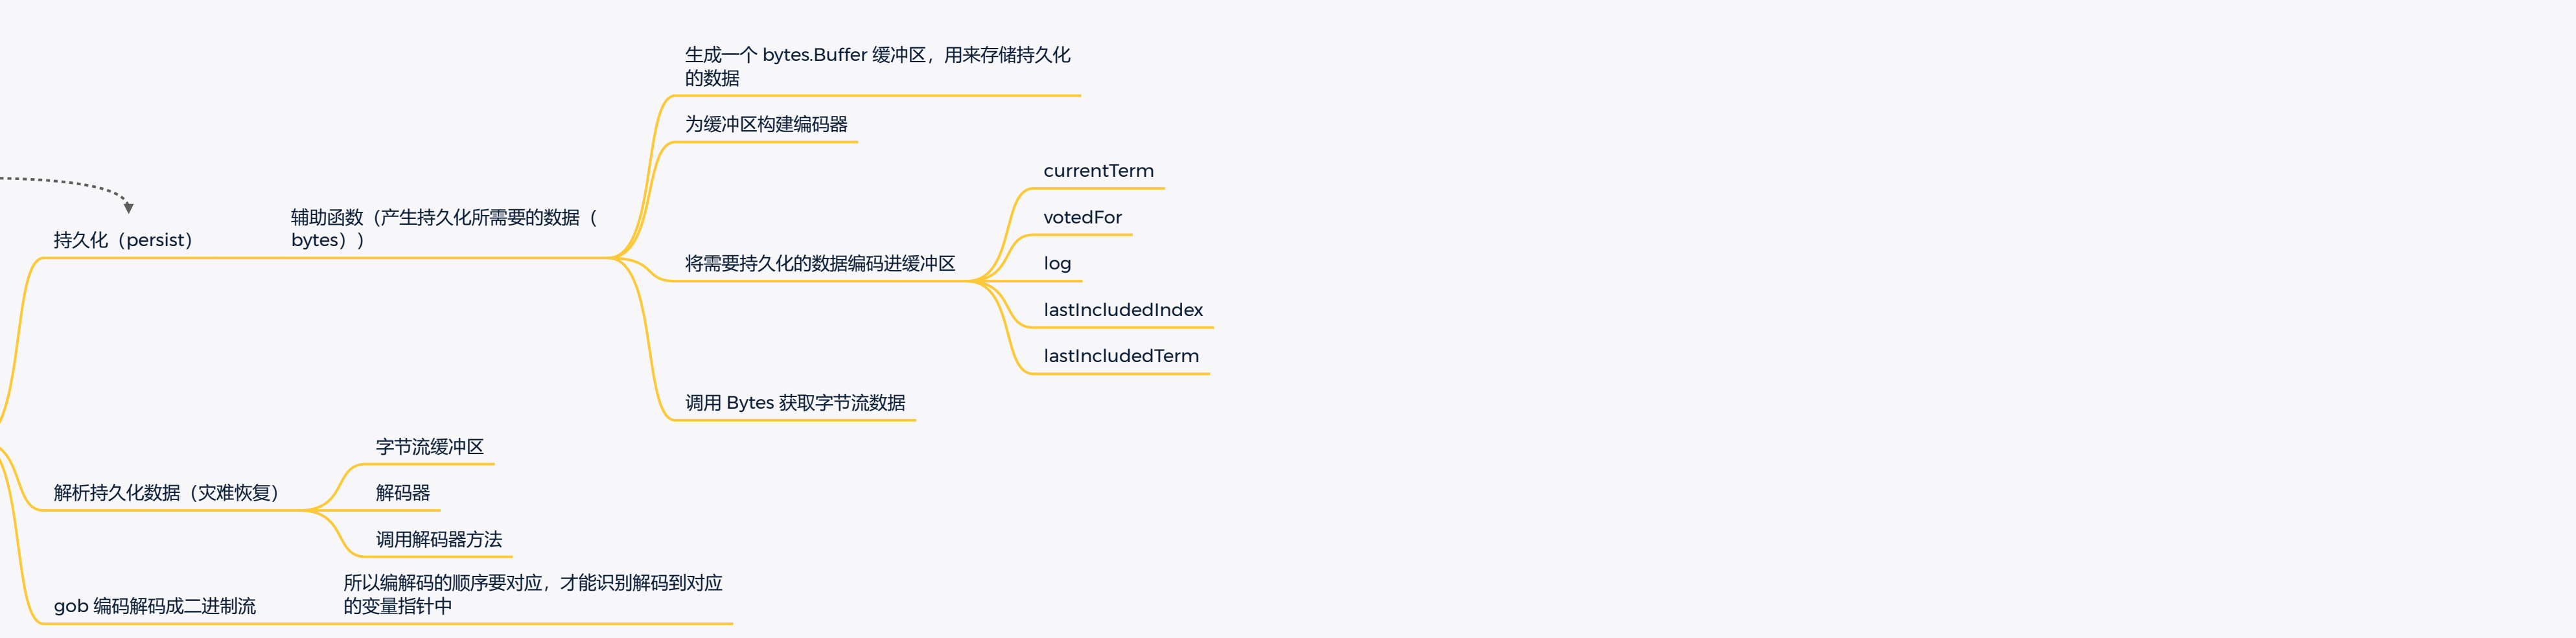 生成一个 bytes.Buffer 缓冲区，用来存储持久化
的数据
为缓冲区构建编码器
currentTerm
votedFor
辅助函数（产生持久化所需要的数据（
bytes））
持久化（persist）
将需要持久化的数据编码进缓冲区
log
lastIncludedIndex
lastIncludedTerm
调用 Bytes 获取字节流数据
字节流缓冲区
解析持久化数据（灾难恢复）
解码器
调用解码器方法
所以编解码的顺序要对应，才能识别解码到对应
的变量指针中
gob 编码解码成二进制流